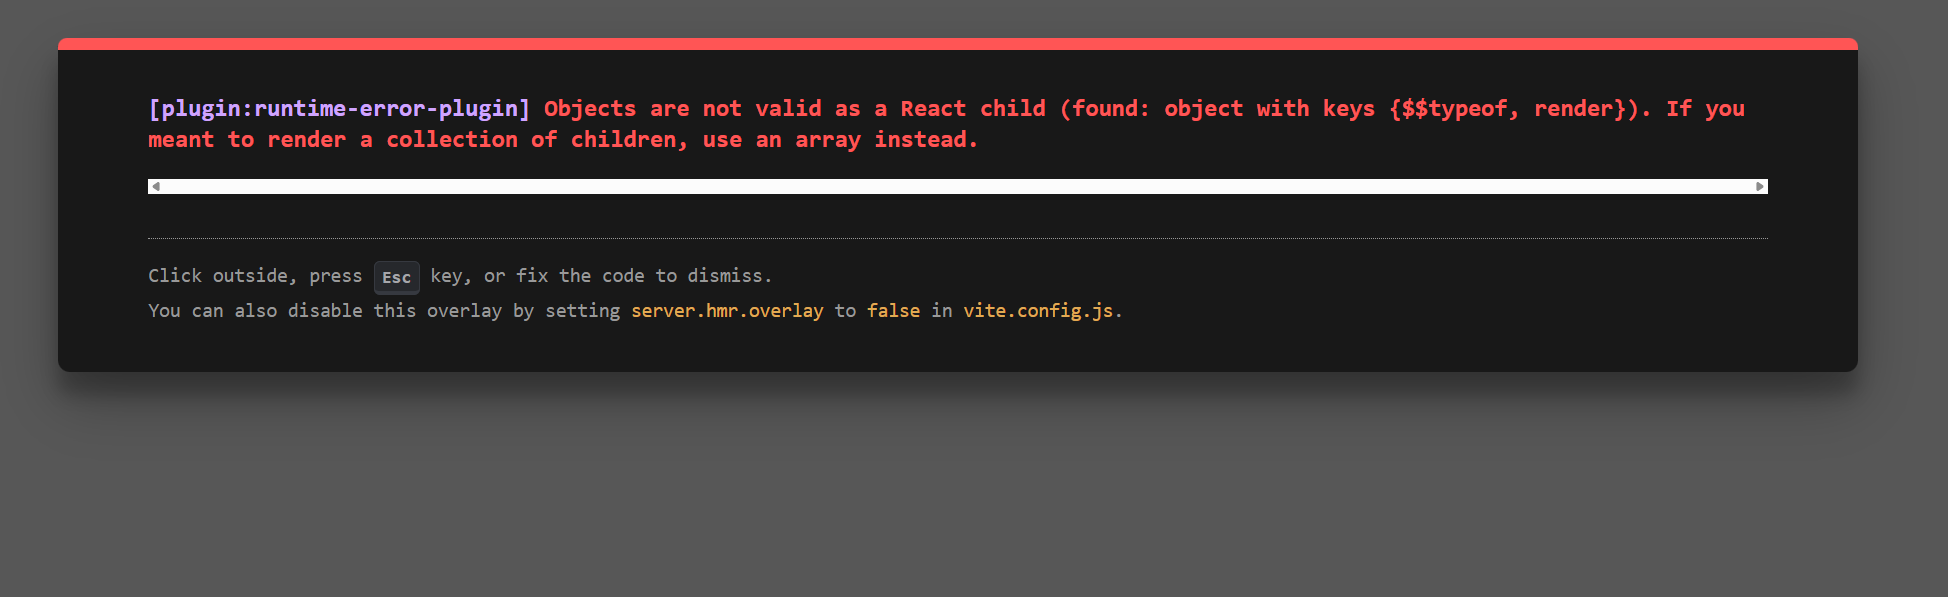 [plugin:runtime-error-plugin] Objects are not valid as a React child (found: object with keys {$$typeof, render}). If you
meant to render a collection of children, use an array instead.
Click outside, press Esc key, or fix the code to dismiss.
You can also disable this overlay by setting server.hmr.overlay to false in vite.config.js.